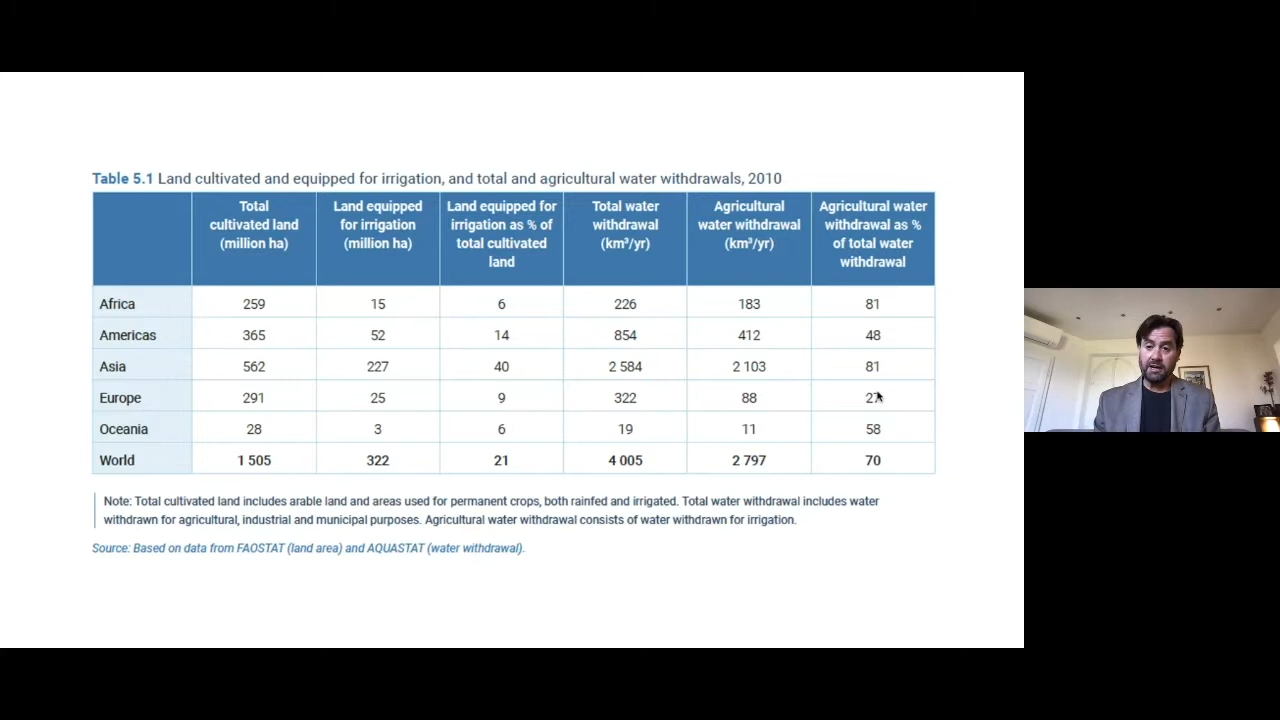 Table 5.1 Land cultivated and equipped for irrigation, and total and agricultural water withdrawals, 2010
Total cultivated land (million ha) Land equipped for irrigation (million ha) Land equipped for irrigation as % of total cultivated land Total water withdrawal (km³/yr) Agricultural water withdrawal (km³/yr) Agricultural water withdrawal as % of total water withdrawal
Africa 259 15 6 226 183 81
Americas 365 52 14 854 412 48
Asia 562 227 40 2 584 2 103 81
Europe 291 25 9 322 88 27
Oceania 28 3 6 19 11 58
World 1 505 322 21 4 005 2 797 70
Note: Total cultivated land includes arable land and areas used for permanent crops, both rainfed and irrigated. Total water withdrawal includes water
withdrawn for agricultural, industrial and municipal purposes. Agricultural water withdrawal consists of water withdrawn for irrigation.
Source: Based on data from FAOSTAT (land area) and AQUASTAT (water withdrawal).